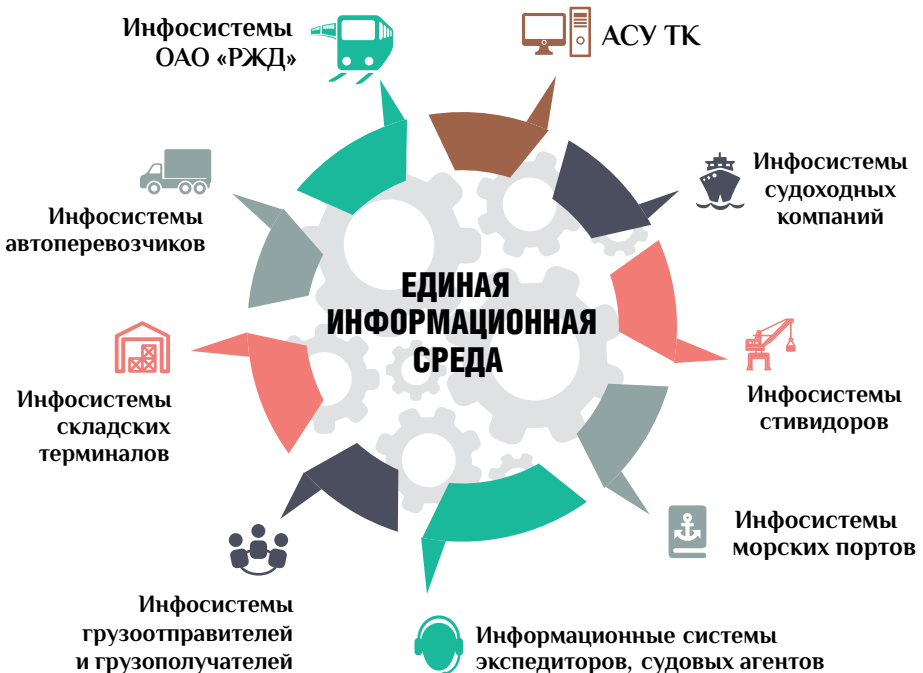 Инфосистемы
ОАО «РЖД»
АСУ ТК
Инфосистемы
судоходных
компаний
Инфосистемы
стивидоров
Инфосистемы
морских портов
Информационные системы
экспедиторов, судовых агентов
Инфосистемы
грузоотправителей
и грузополучателей
Инфосистемы
складских
терминалов
Инфосистемы
автоперевозчиков
ЕДИНАЯ
ИНФОРМАЦИОННАЯ
СРЕДА